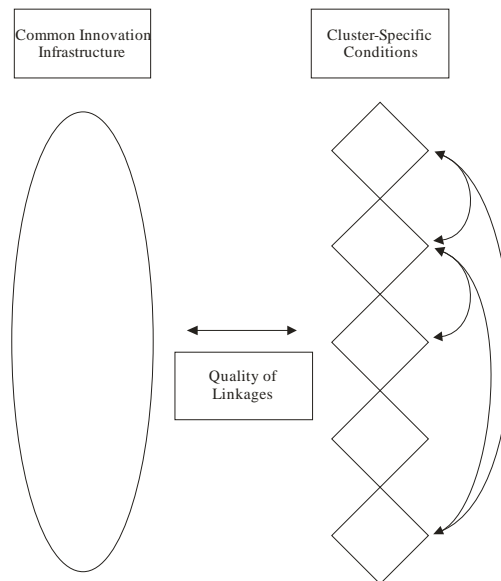 Common Innovation
Infrastructure
Cluster-Specific
Conditions
Quality of
Linkages